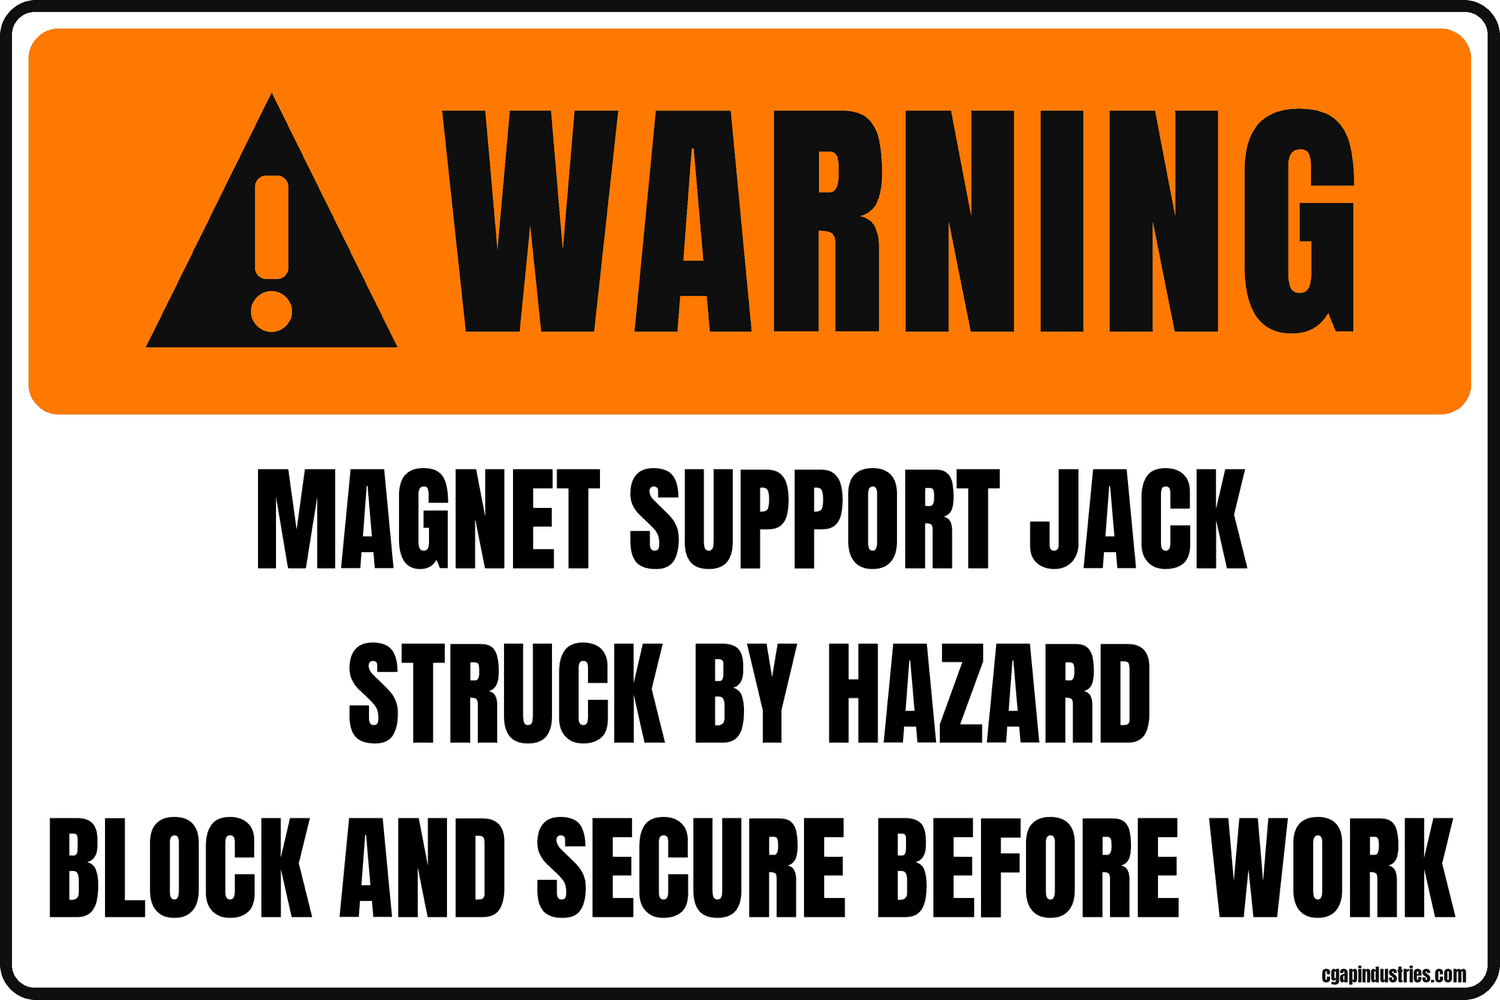 WARNING
MAGNET SUPPORT JACK
STRUCK BY HAZARD
BLOCK AND SECURE BEFORE WORK
cgapindustries.com